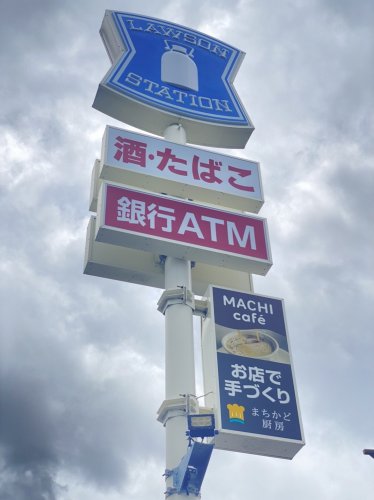 LAWSON
STATION
酒・たばこ
銀行ATM
MACHI
café
お店で
手づくり
まちかど
厨房